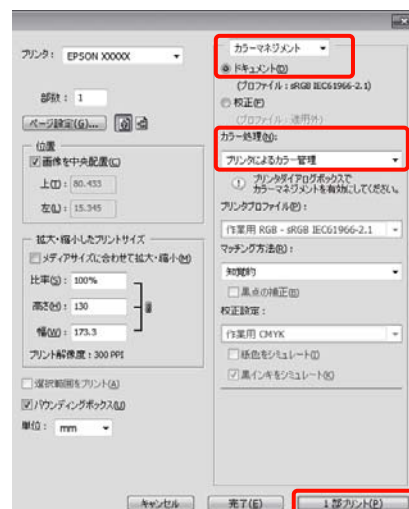 プリンタ： EPSON XXXXX
部数： 1
ページ設定(G)...
位置
画像を中央配置(C)
上(T)： 80.433
左(L)： 15.345
拡大・縮小したプリントサイズ
メディアサイズに合わせて拡大・縮小(M)
比率(S)： 100%
高さ(H)： 130
幅(W)： 173.3
プリント解像度：300 PPI
選択範囲をプリント(A)
バウンディングボックス(U)
単位： mm
カラーマネジメント
ドキュメント(D)
(プロファイル：sRGB IEC61966-2.1)
校正(F)
(プロファイル：適用外)
カラー処理(N)：
プリンタによるカラー管理
プリンタダイアログボックスで
カラーマネジメントを有効にしてください。
プリンタプロファイル(P)：
作業用 RGB - sRGB IEC61966-2.1
マッチング方法(R)：
知覚的
黒点の補正(B)
校正設定：
作業用 CMYK
紙色をシミュレート(I)
黒インキをシミュレート(K)
キャンセル
完了(E)
1 部プリント(P)